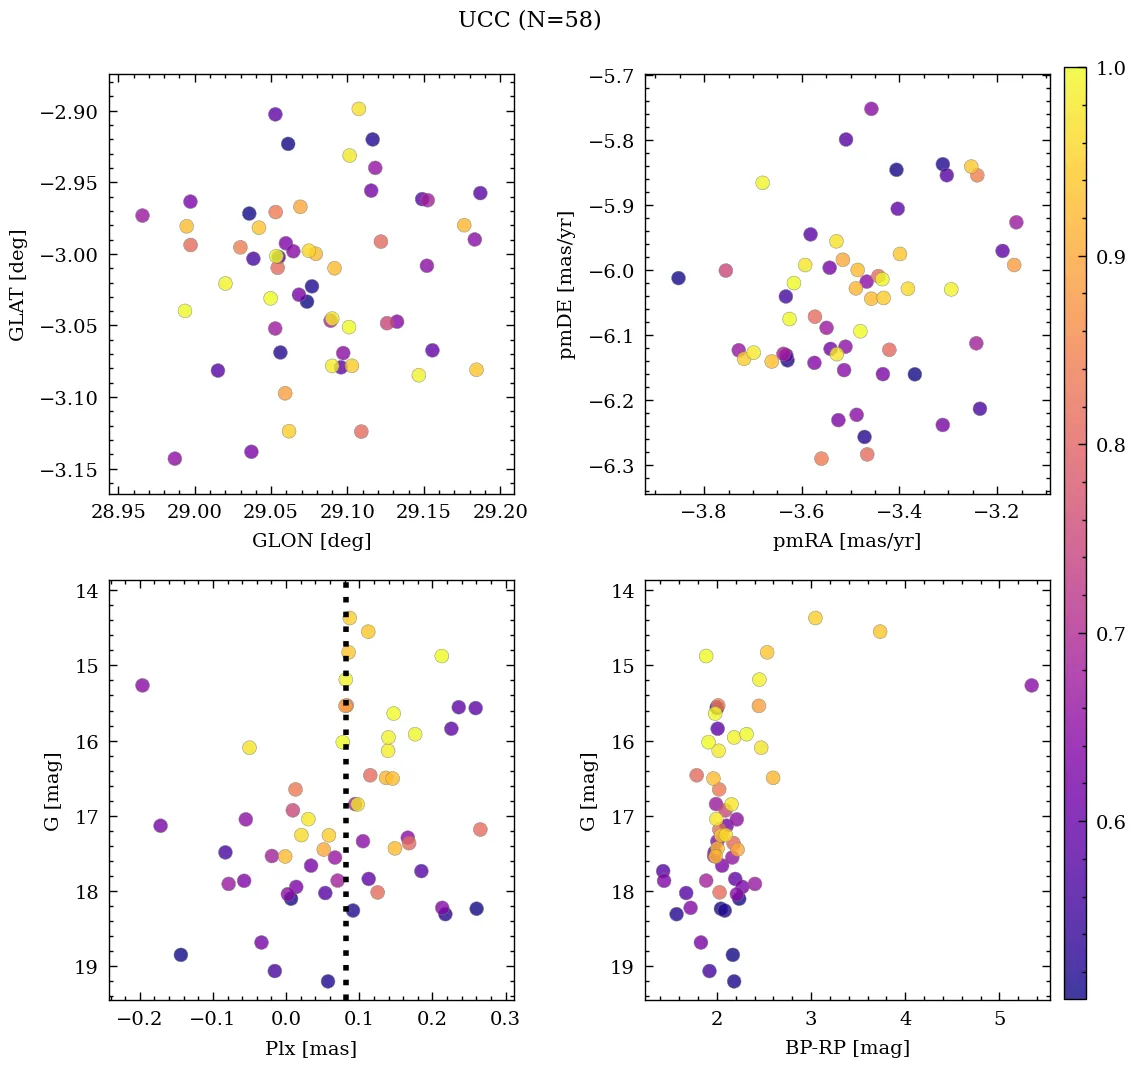 UCC (N=58)
−2.90
−2.95
−3.00
−3.05
−3.10
−3.15
GLAT [deg]
28.95 29.00 29.05 29.10 29.15 29.20
GLON [deg]
−5.7
−5.8
−5.9
−6.0
−6.1
−6.2
−6.3
pmDE [mas/yr]
−3.8 −3.6 −3.4 −3.2
pmRA [mas/yr]
14
15
16
17
18
19
G [mag]
−0.2 −0.1 0.0 0.1 0.2 0.3
Plx [mas]
14
15
16
17
18
19
G [mag]
2 3 4 5
BP-RP [mag]
1.0
0.9
0.8
0.7
0.6